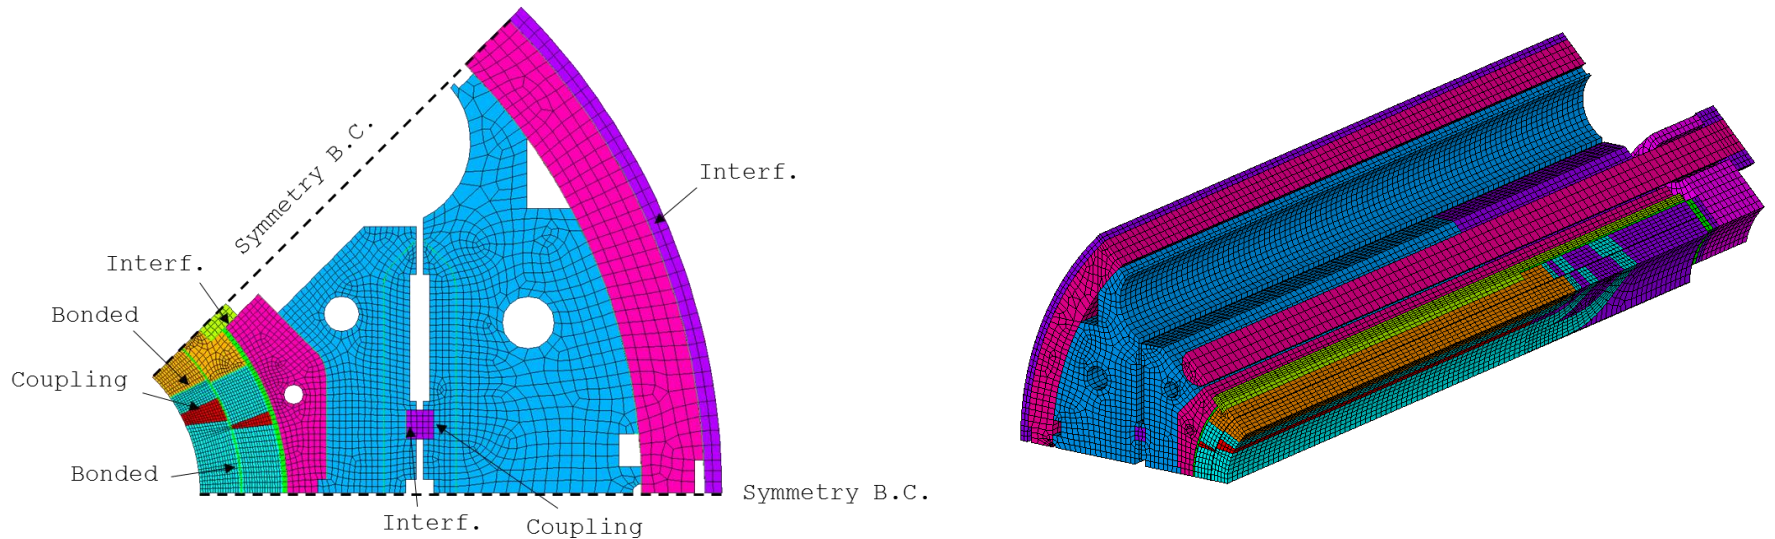 Symmetry B.C.
Interf.
Interf.
Bonded
Coupling
Bonded
Symmetry B.C.
Interf.
Coupling